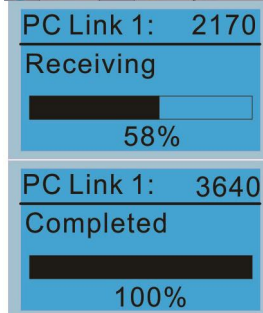 PC Link 1: 2170
Receiving
58%
PC Link 1: 3640
Completed
100%